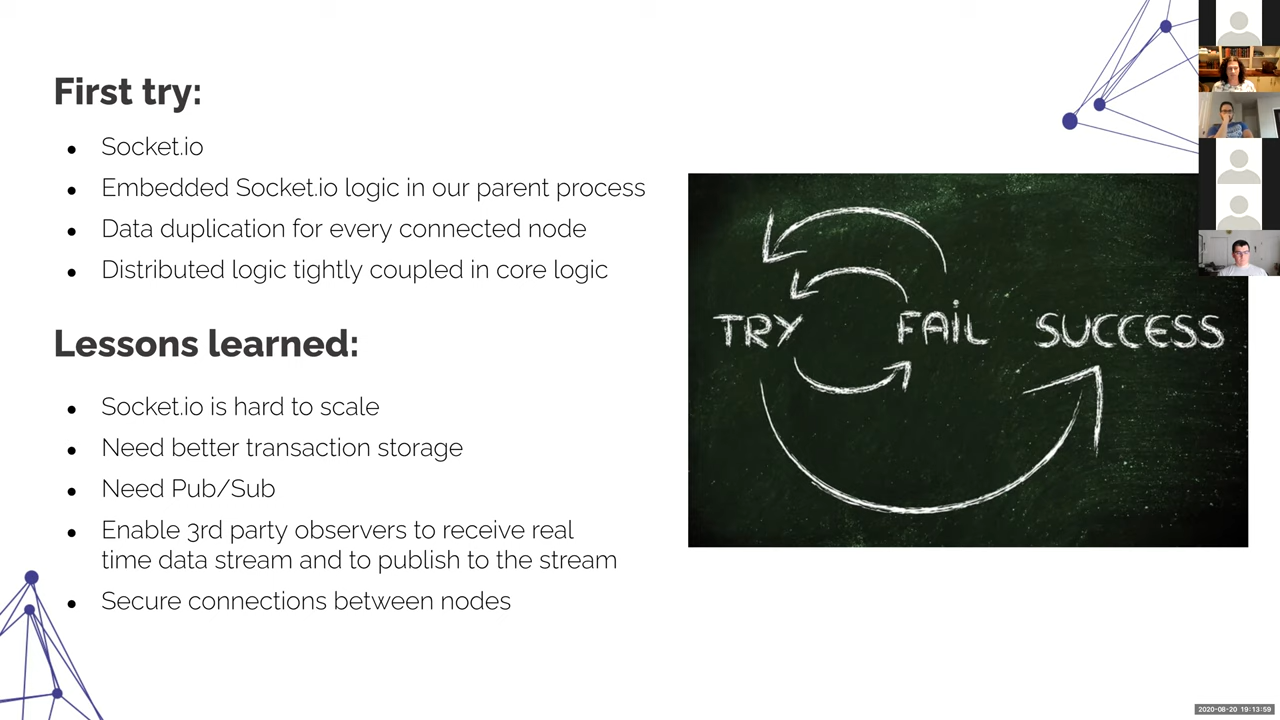 First try:
● Socket.io
● Embedded Socket.io logic in our parent process
● Data duplication for every connected node
● Distributed logic tightly coupled in core logic
Lessons learned:
● Socket.io is hard to scale
● Need better transaction storage
● Need Pub/Sub
● Enable 3rd party observers to receive real
time data stream and to publish to the stream
● Secure connections between nodes
TRY FAIL SUCCESS
2020-08-20 19:13:59